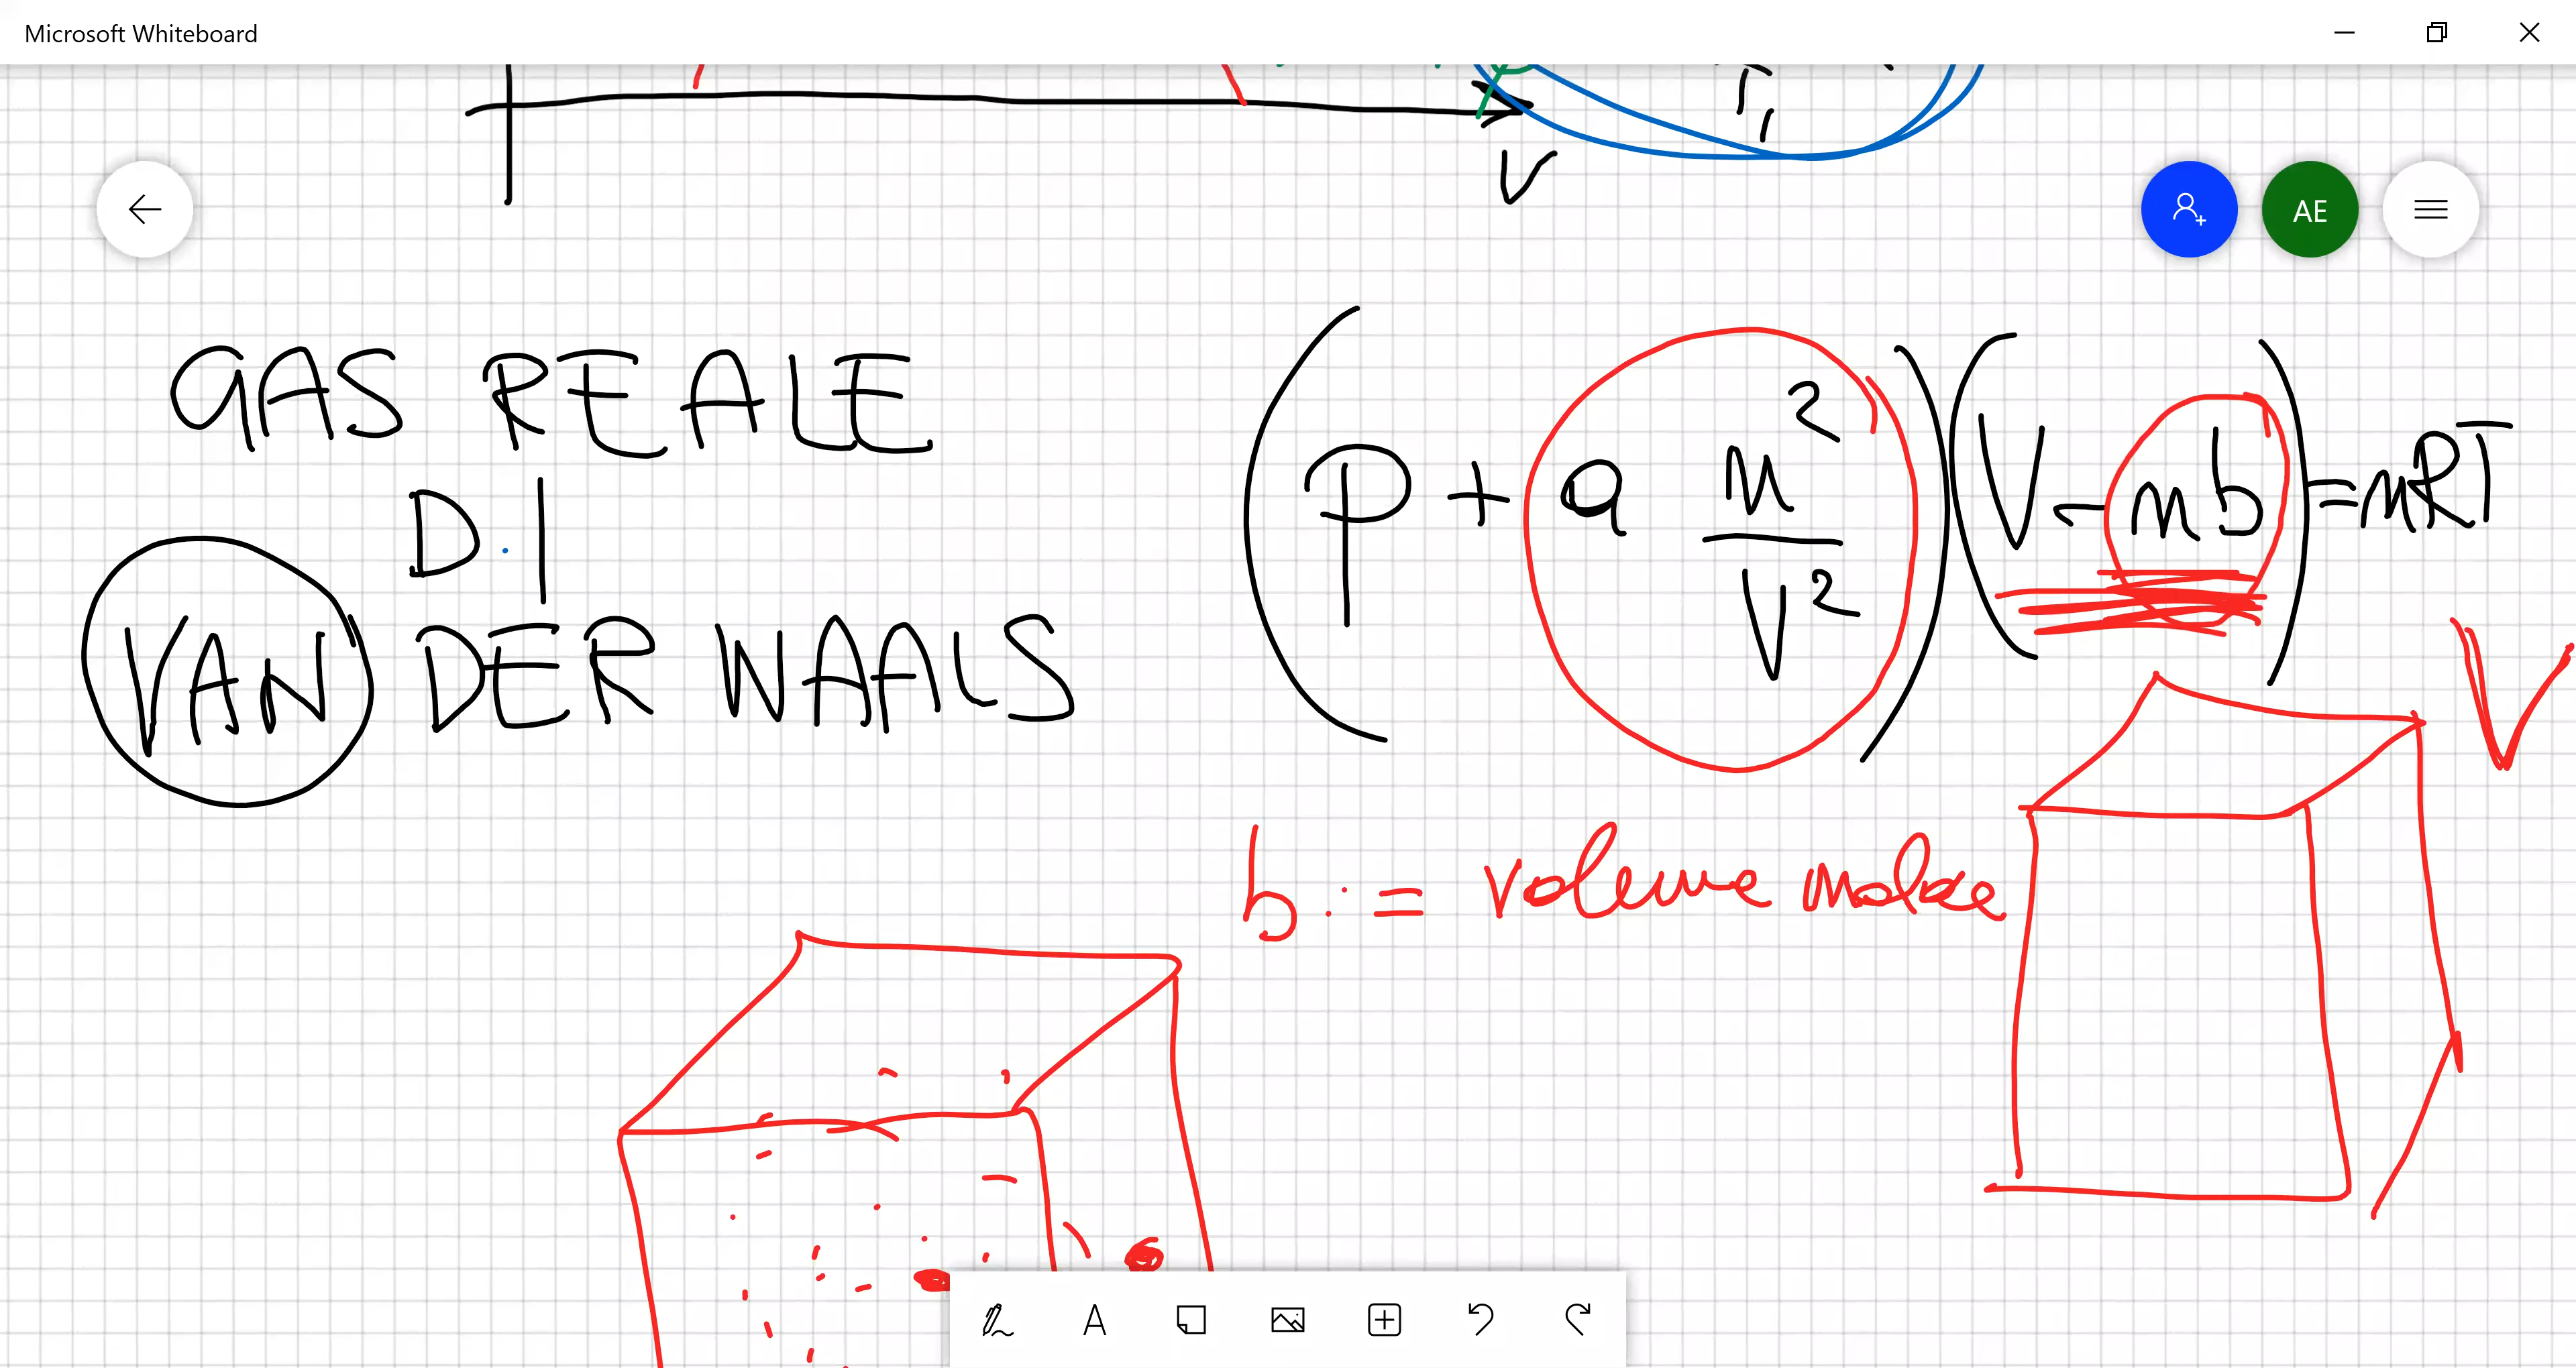 Microsoft Whiteboard
V
AE
GAS REALE
DI
VAN DER WAALS
(p + a n²/V²)(V - nb) = nRT
V
b := volume molare